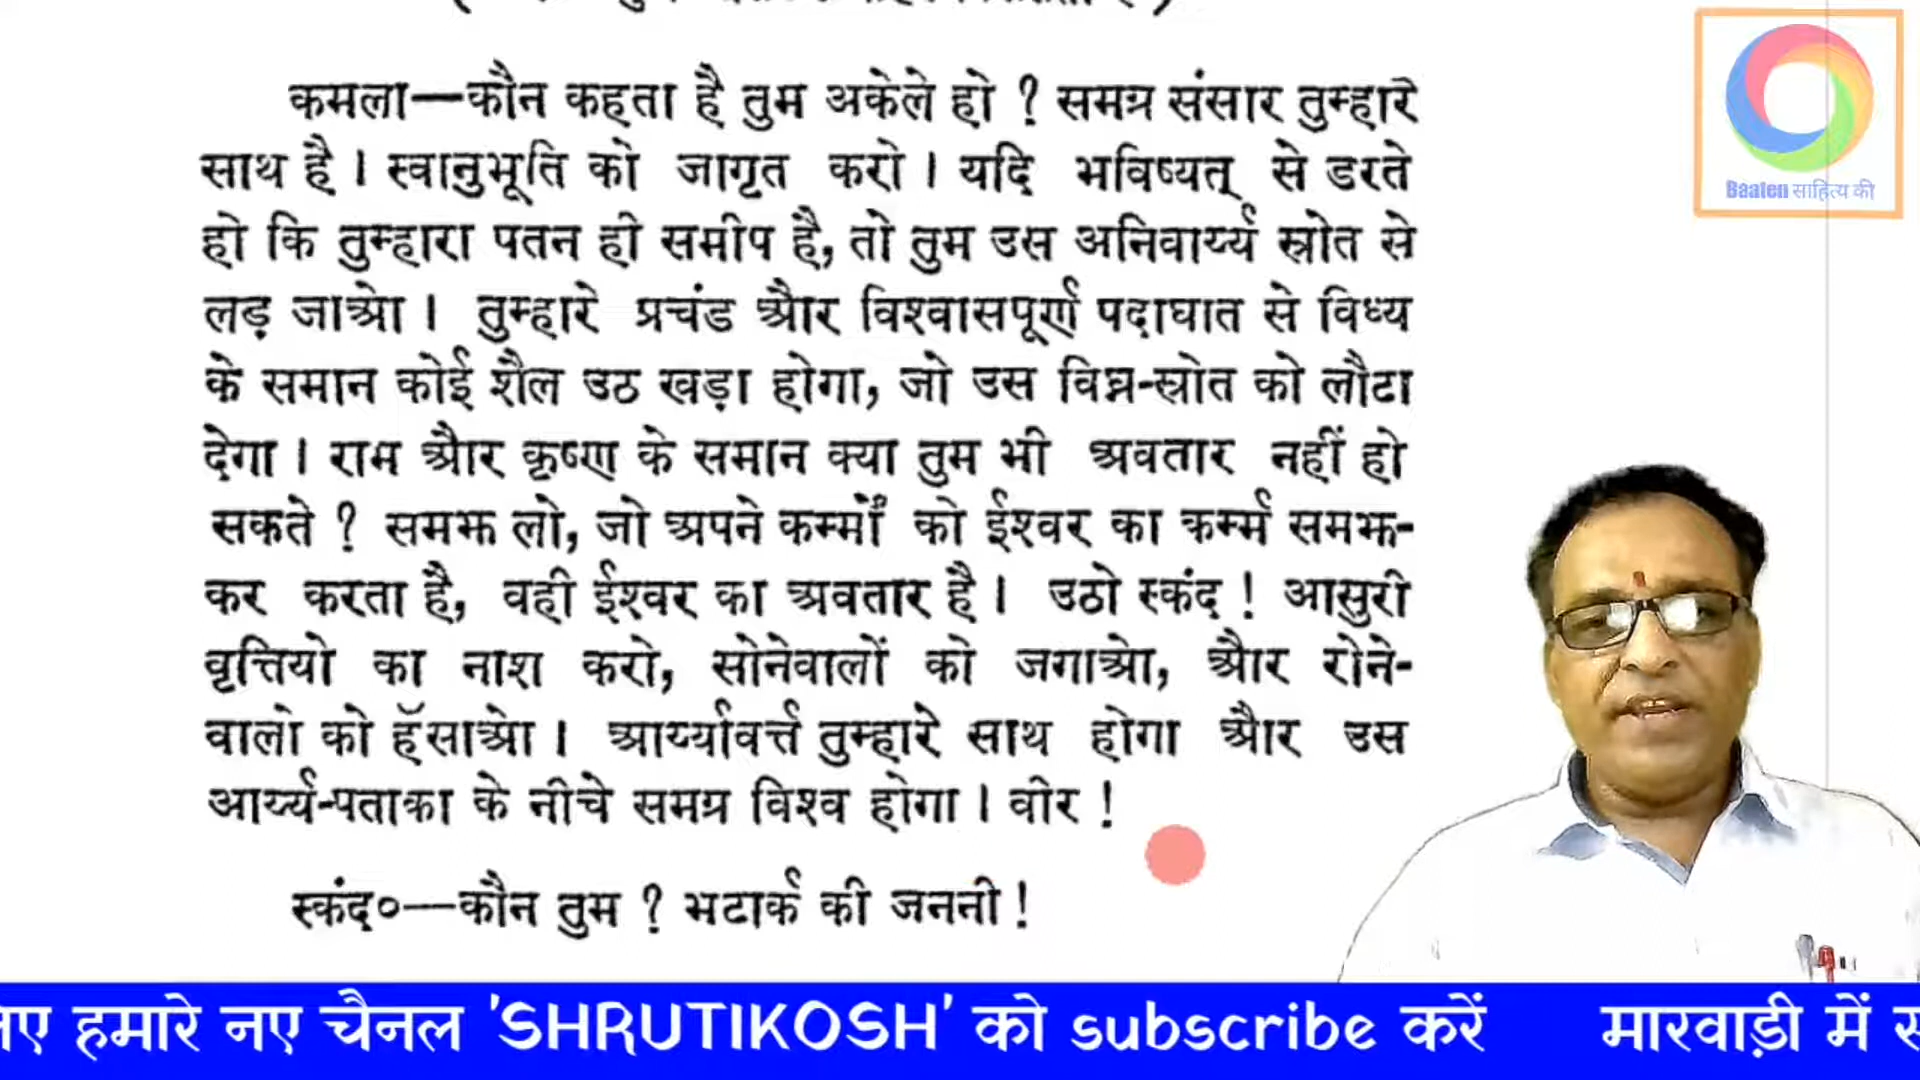 कमला—कौन कहता है तुम अकेले हो ? समग्र संसार तुम्हारे
साथ है । स्वानुभूति को जागृत करो । यदि भविष्यत् से डरते
हो कि तुम्हारा पतन ही समीप है, तो तुम उस अनिवार्य्य स्रोत से
लड़ जाओ । तुम्हारे प्रचंड और विश्वासपूर्ण पदाघात से विध्य
के समान कोई शैल उठ खड़ा होगा, जो उस विघ्न-स्रोत को लौटा
देगा । राम और कृष्ण के समान क्या तुम भी अवतार नहीं हो
सकते ? समझ लो, जो अपने कर्म्मों को ईश्वर का कर्म्म समझ-
कर करता है, वही ईश्वर का अवतार है । उठो स्कंद ! आसुरी
वृत्तियो का नाश करो, सोनेवालों को जगाओ, और रोने-
वालो को हँसाओ । आर्य्यावर्त्त तुम्हारे साथ होगा और उस
आर्य्य-पताका के नीचे समग्र विश्व होगा । वीर !
स्कंद०—कौन तुम ? भटार्क की जननी !
Baaten साहित्य की
हमारे नए चैनल 'SHRUTIKOSH' को subscribe करें मारवाड़ी में